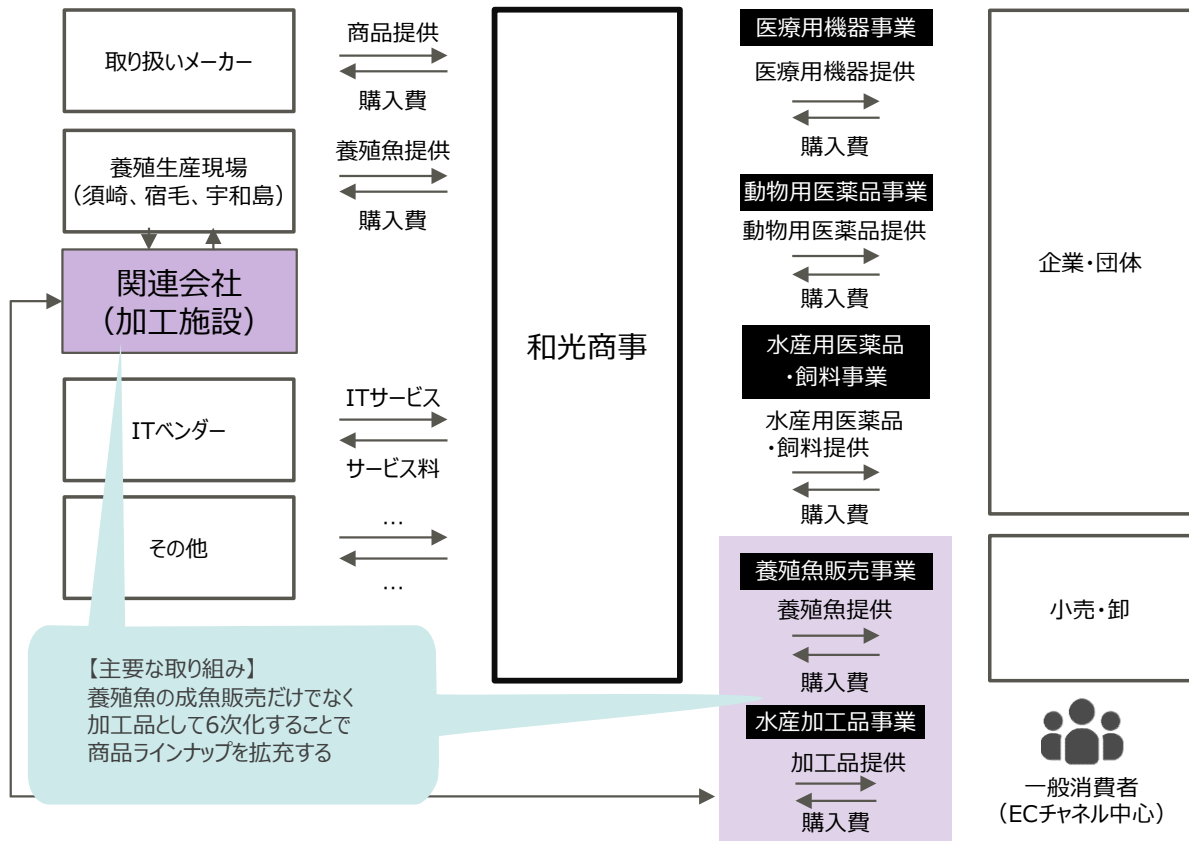 取り扱いメーカー
商品提供
購入費
養殖生産現場
（須崎、宿毛、宇和島）
養殖魚提供
購入費
関連会社
（加工施設）
ITベンダー
ITサービス
サービス料
その他
…
…
【主要な取り組み】
養殖魚の成魚販売だけでなく
加工品として6次化することで
商品ラインナップを拡充する
和光商事
医療用機器事業
医療用機器提供
購入費
動物用医薬品事業
動物用医薬品提供
購入費
水産用医薬品
・飼料事業
水産用医薬品
・飼料提供
購入費
養殖魚販売事業
養殖魚提供
購入費
水産加工品事業
加工品提供
購入費
企業・団体
小売・卸
一般消費者
（ECチャネル中心）